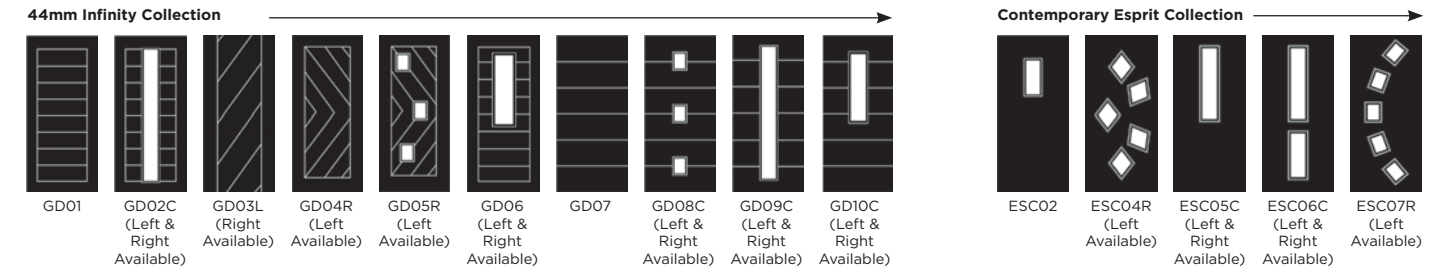 44mm Infinity Collection
Contemporary Esprit Collection
GD01
GD02C
(Left &
Right
Available)
GD03L
(Right
Available)
GD04R
(Left
Available)
GD05R
(Left
Available)
GD06
(Left &
Right
Available)
GD07
GD08C
(Left &
Right
Available)
GD09C
(Left &
Right
Available)
GD10C
(Left &
Right
Available)
ESC02
ESC04R
(Left
Available)
ESC05C
(Left &
Right
Available)
ESC06C
(Left &
Right
Available)
ESC07R
(Left
Available)